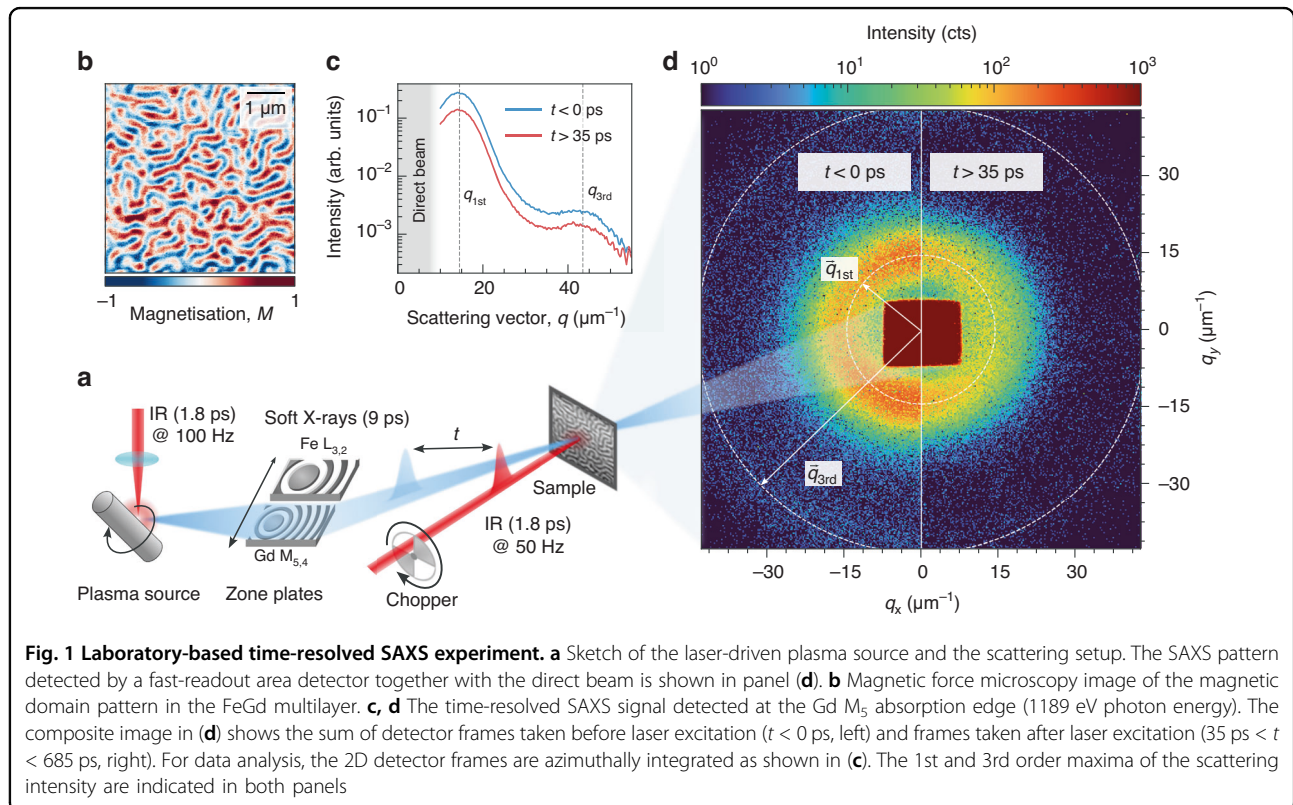 b
1 μm
−1
1
Magnetisation, M
c
Intensity (arb. units)
10⁻¹
10⁻²
10⁻³
Direct beam
t < 0 ps
t > 35 ps
q1st
q3rd
0
20
40
Scattering vector, q (μm⁻¹)
d
Intensity (cts)
10⁰
10¹
10²
10³
t < 0 ps
t > 35 ps
q⃗1st
q⃗3rd
30
15
0
−15
−30
qy (μm⁻¹)
−30
−15
0
15
30
qx (μm⁻¹)
a
IR (1.8 ps)
@ 100 Hz
Soft X-rays (9 ps)
Fe L3,2
Gd M5,4
t
Sample
IR (1.8 ps)
@ 50 Hz
Plasma source
Zone plates
Chopper
Fig. 1 Laboratory-based time-resolved SAXS experiment. a Sketch of the laser-driven plasma source and the scattering setup. The SAXS pattern
detected by a fast-readout area detector together with the direct beam is shown in panel (d). b Magnetic force microscopy image of the magnetic
domain pattern in the FeGd multilayer. c, d The time-resolved SAXS signal detected at the Gd M5 absorption edge (1189 eV photon energy). The
composite image in (d) shows the sum of detector frames taken before laser excitation (t < 0 ps, left) and frames taken after laser excitation (35 ps < t
< 685 ps, right). For data analysis, the 2D detector frames are azimuthally integrated as shown in (c). The 1st and 3rd order maxima of the scattering
intensity are indicated in both panels